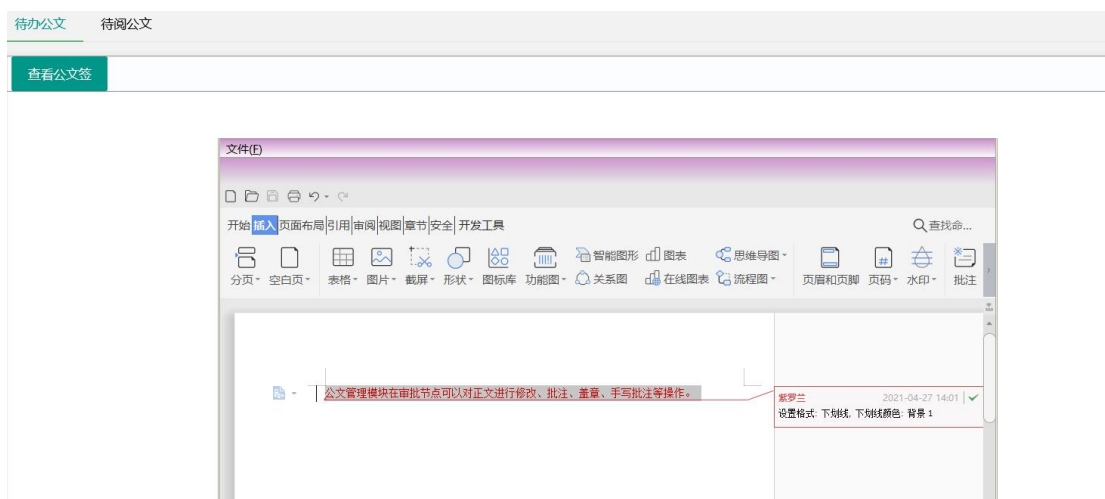 待办公文 待阅公文
查看公文签
文件(F)
开始 插入 页面布局 引用 审阅 视图 章节 安全 开发工具 查找命...
智能图形 图表 思维导图
分页 空白页 表格 图片 截屏 形状 图标库 功能图 关系图 在线图表 流程图 页眉和页脚 页码 水印 批注
公文管理模块在审批节点可以对正文进行修改、批注、盖章、手写批注等操作。
紫罗兰 2021-04-27 14:01
设置格式: 下划线, 下划线颜色: 背景 1